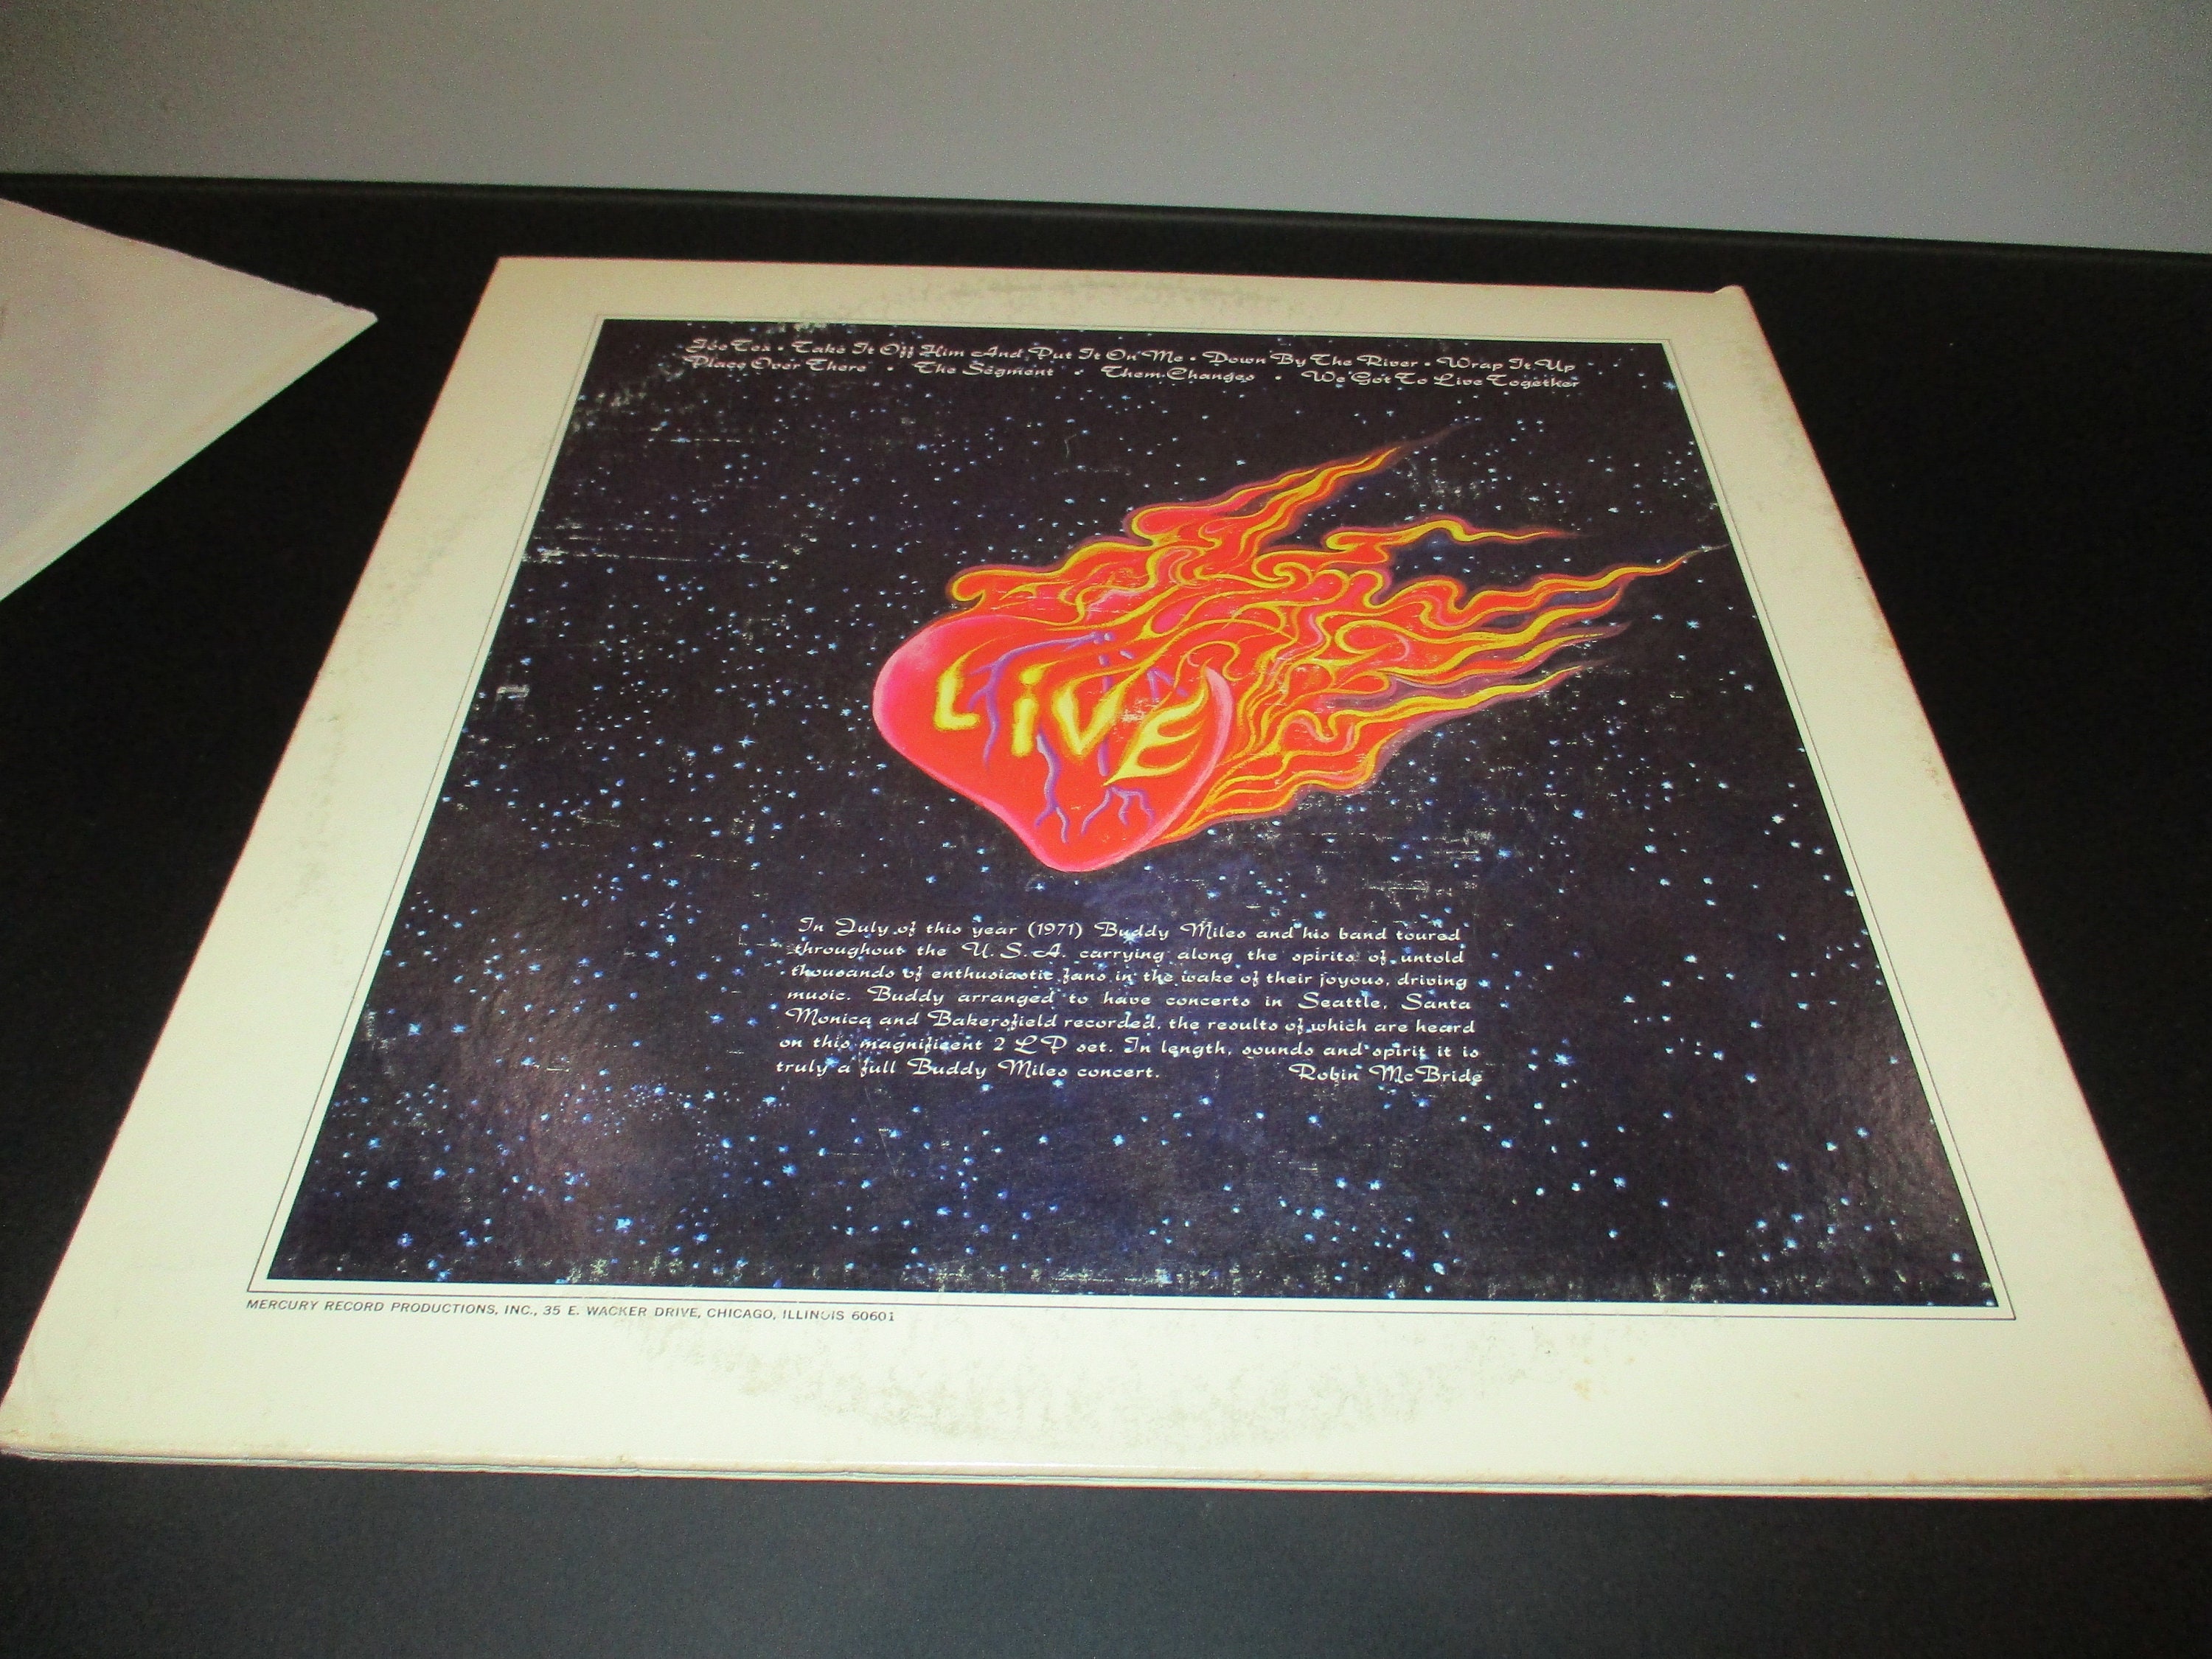 Joe Tex • Take It Off Him And Put It On Me • Down By The River • Wrap It Up
Place Over There • The Segment • Them Changes • We Got To Live Together
LiVE
In July of this year (1971) Buddy Miles and his band toured
throughout the U.S.A. carrying along the spirits of untold
thousands of enthusiastic fans in the wake of their joyous, driving
music. Buddy arranged to have concerts in Seattle, Santa
Monica and Bakersfield recorded, the results of which are heard
on this magnificent 2 LP set. In length, sounds and spirit it is
truly a full Buddy Miles concert. Robin McBride
MERCURY RECORD PRODUCTIONS, INC., 35 E. WACKER DRIVE, CHICAGO, ILLINOIS 60601